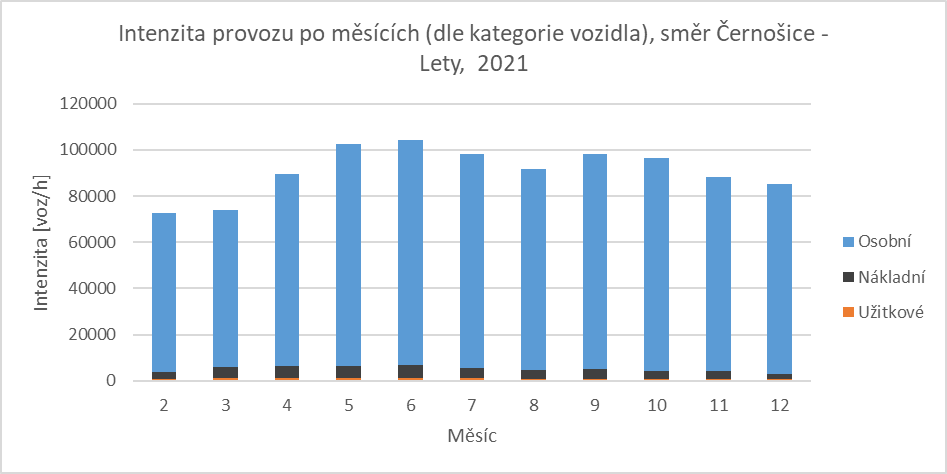 Intenzita provozu po měsících (dle kategorie vozidla), směr Černošice -
Lety,  2021
120000
100000
80000
60000
40000
20000
0
Intenzita [voz/h]
2 3 4 5 6 7 8 9 10 11 12
Měsíc
Osobní
Nákladní
Užitkové